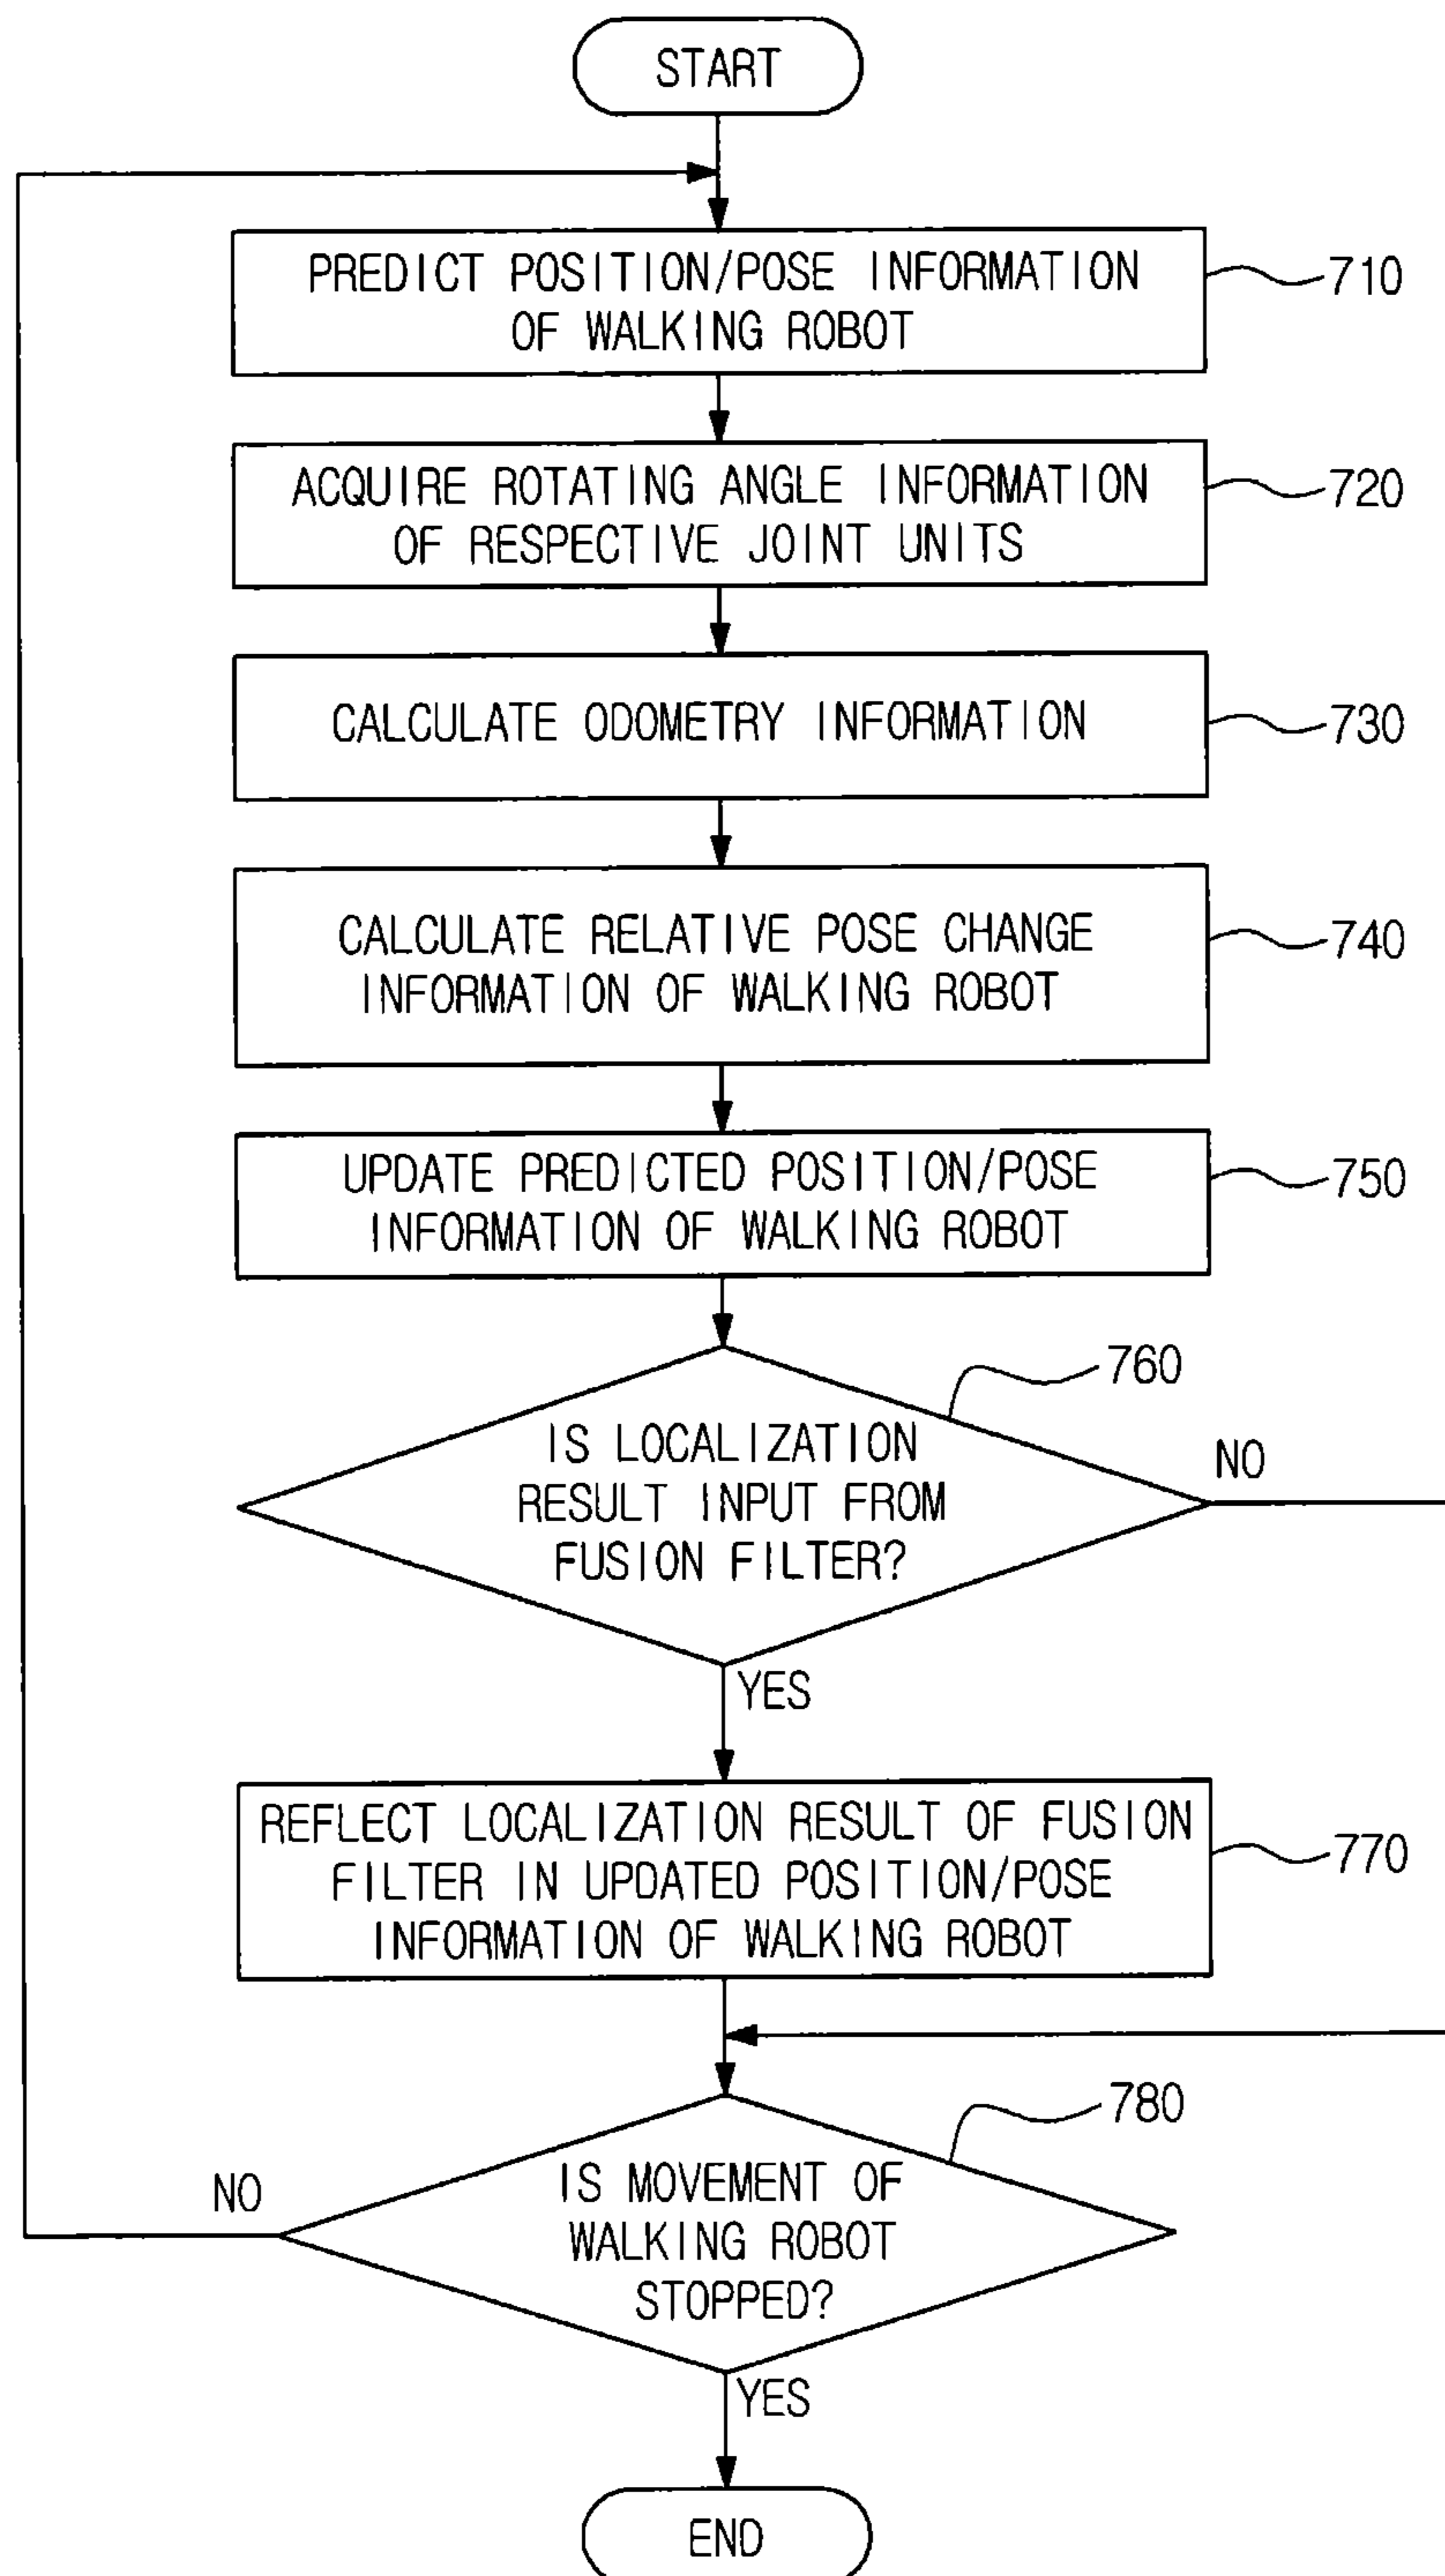 START
PREDICT POSITION/POSE INFORMATION
OF WALKING ROBOT
710
ACQUIRE ROTATING ANGLE INFORMATION
OF RESPECTIVE JOINT UNITS
720
CALCULATE ODOMETRY INFORMATION
730
CALCULATE RELATIVE POSE CHANGE
INFORMATION OF WALKING ROBOT
740
UPDATE PREDICTED POSITION/POSE
INFORMATION OF WALKING ROBOT
750
760
IS LOCALIZATION
RESULT INPUT FROM
FUSION FILTER?
NO
YES
REFLECT LOCALIZATION RESULT OF FUSION
FILTER IN UPDATED POSITION/POSE
INFORMATION OF WALKING ROBOT
770
780
IS MOVEMENT OF
WALKING ROBOT
STOPPED?
NO
YES
END